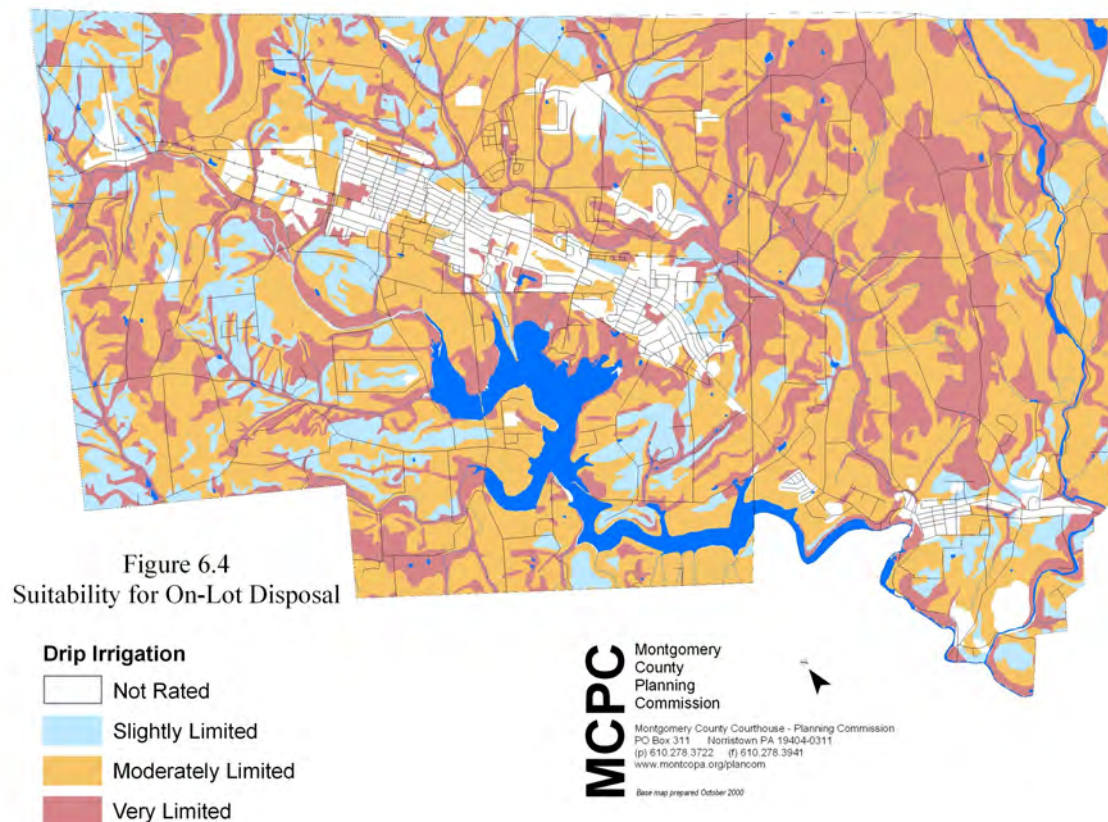 Figure 6.4
Suitability for On-Lot Disposal
Drip Irrigation
Not Rated
Slightly Limited
Moderately Limited
Very Limited
MCPC
Montgomery
County
Planning
Commission
Montgomery County Courthouse - Planning Commission
PO Box 311 Norristown PA 19404-0311
(p) 610.278.3722 (f) 610.278.3941
www.montcopa.org/plancom
Base map prepared October 2000